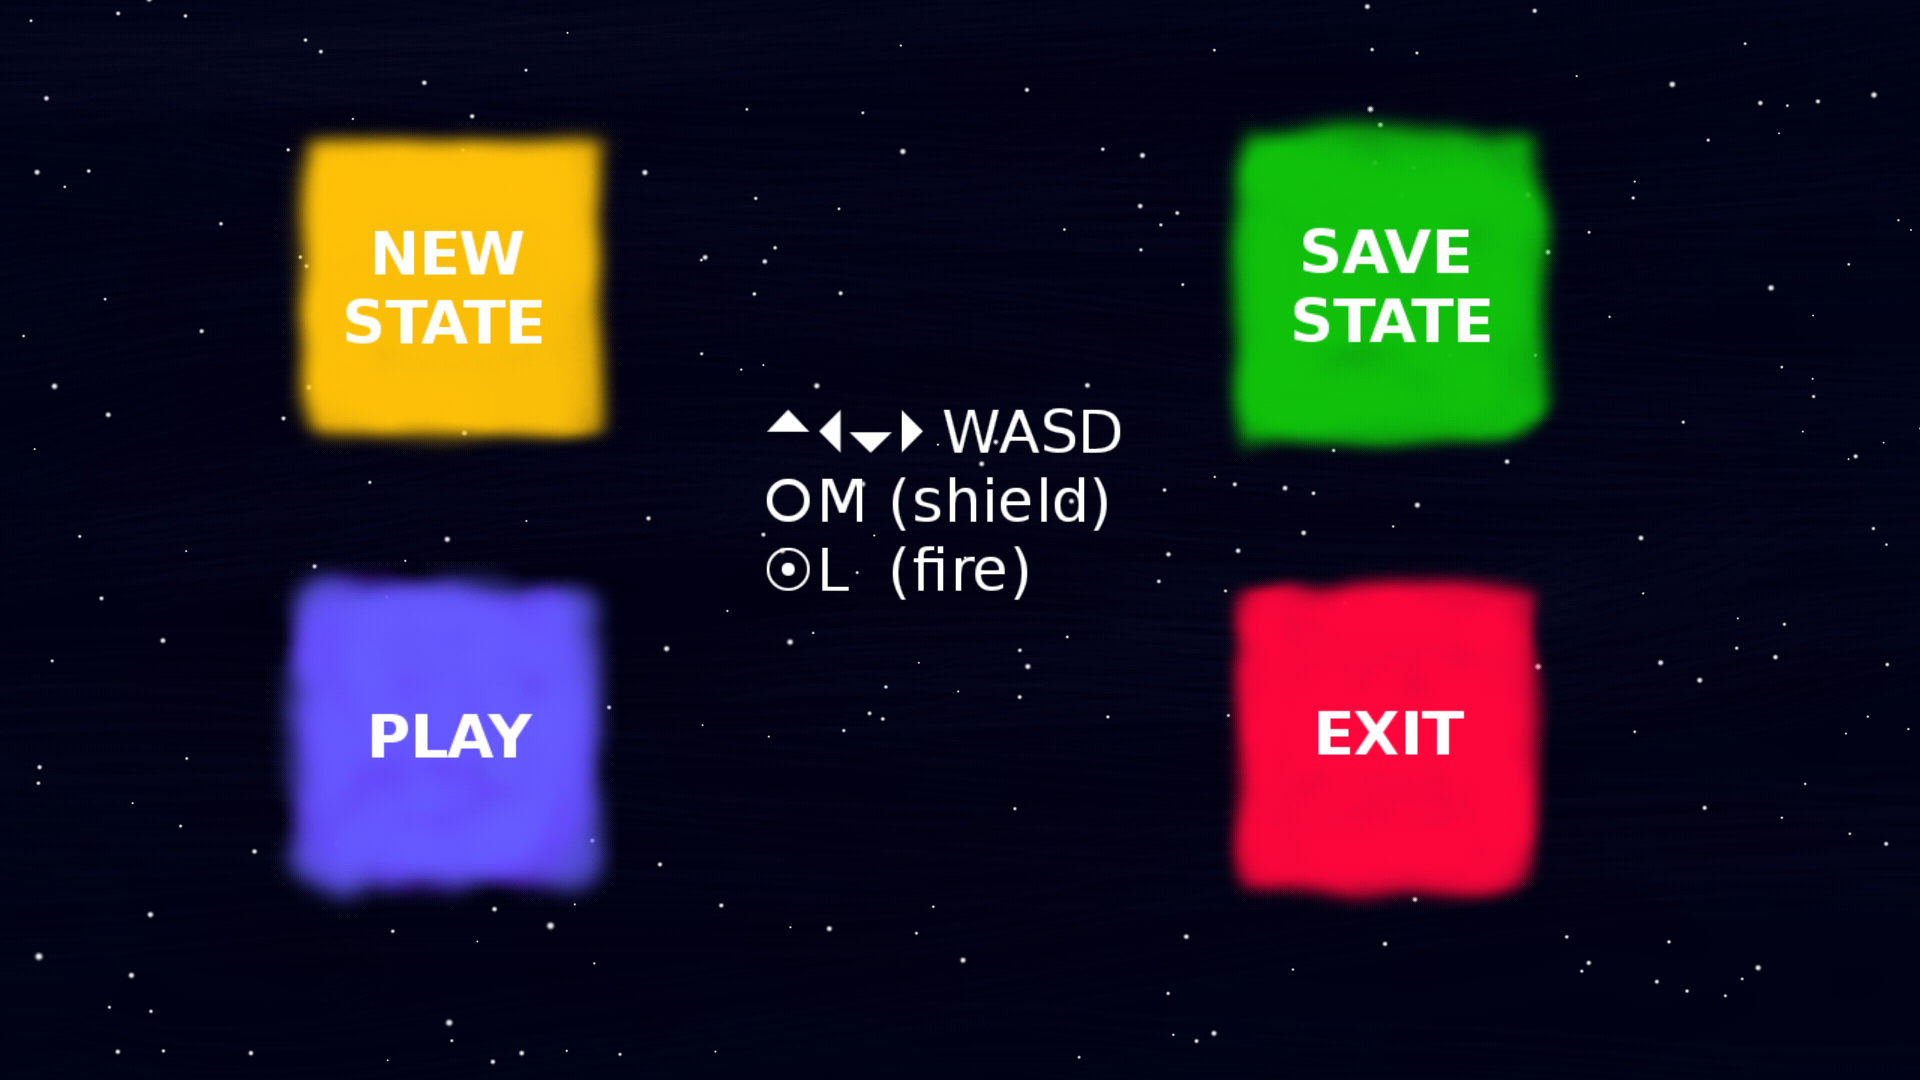 NEW
STATE
SAVE
STATE
⏶⏴⏷⏵ WASD
⭘M (shield)
☉L (fire)
PLAY
EXIT